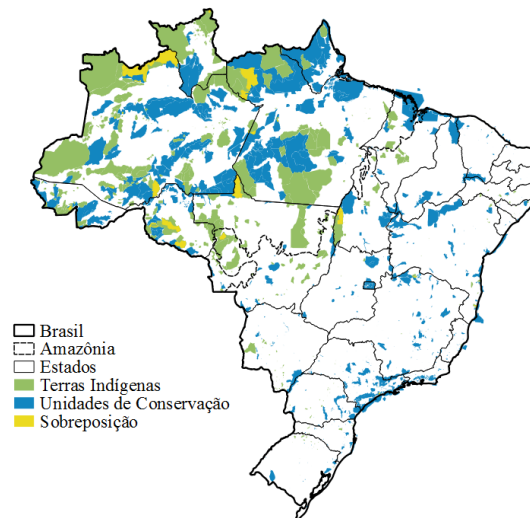 Brasil
Amazônia
Estados
Terras Indígenas
Unidades de Conservação
Sobreposição